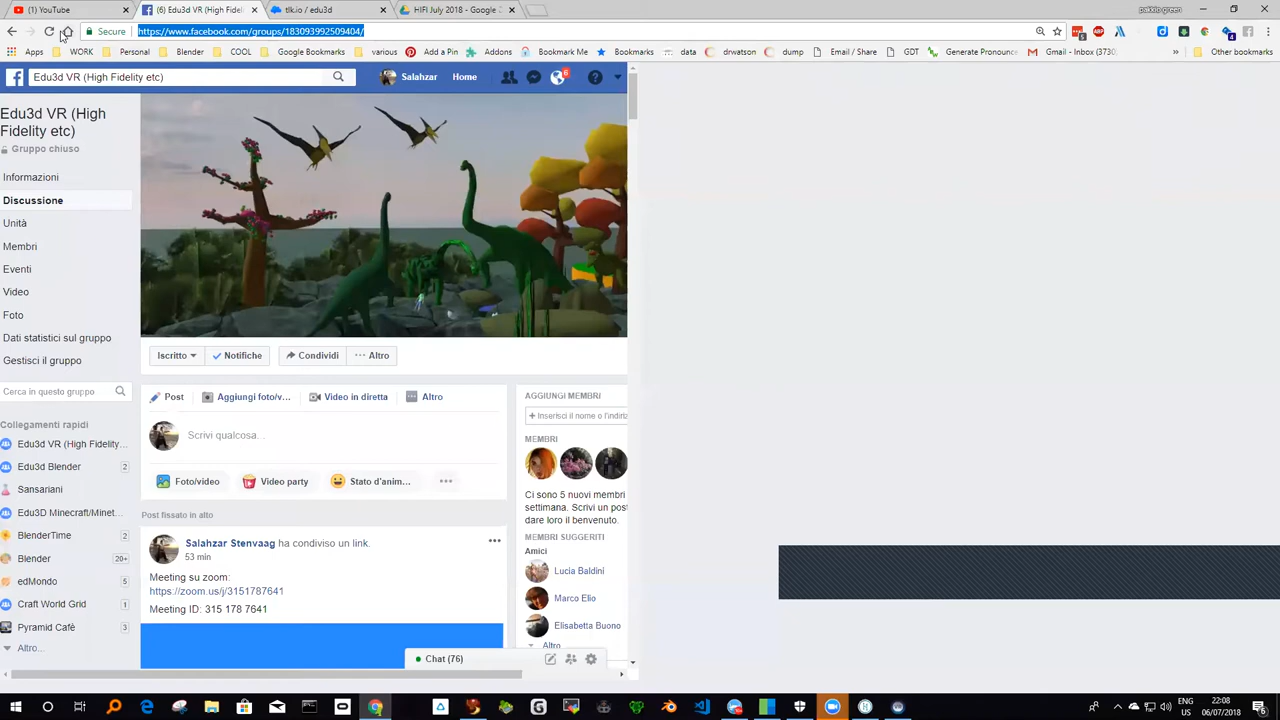 (1) YouTube
(6) Edu3d VR (High Fidel
tlk.io / edu3d
HIFI July 2018 - Google
pakkio green
Secure
https://www.facebook.com/groups/183093992509404/
Apps
WORK
Personal
Blender
COOL
Google Bookmarks
various
Add a Pin
Addons
Bookmark Me
Bookmarks
data
drwatson
dump
Email / Share
GDT
Generate Pronounce
Gmail - Inbox (3730)
Other bookmarks
Edu3d VR (High Fidelity etc)
Salahzar
Home
6
Edu3d VR (High
Fidelity etc)
Gruppo chiuso
Informazioni
Discussione
Unità
Membri
Eventi
Video
Foto
Dati statistici sul gruppo
Gestisci il gruppo
Cerca in questo gruppo
Collegamenti rapidi
Edu3d VR (High Fidelity...
Edu3d Blender 2
Sansariani
Edu3D Minecraft/Minet...
BlenderTime 2
Blender 20+
edMondo 5
Craft World Grid 1
Pyramid Cafè 3
Altro...
Iscritto
Notifiche
Condividi
Altro
Post
Aggiungi foto/v...
Video in diretta
Altro
Scrivi qualcosa...
Foto/video
Video party
Stato d'anim...
Post fissato in alto
Salahzar Stenvaag ha condiviso un link.
53 min
Meeting su zoom:
https://zoom.us/j/3151787641
Meeting ID: 315 178 7641
AGGIUNGI MEMBRI
Inserisci il nome o l'indiriz
MEMBRI
Ci sono 5 nuovi membri
settimana. Scrivi un post
dare loro il benvenuto.
MEMBRI SUGGERITI
Amici
Lucia Baldini
Marco Elio
Elisabetta Buono
Altro
Chat (76)
ENG
US
22:08
06/07/2018